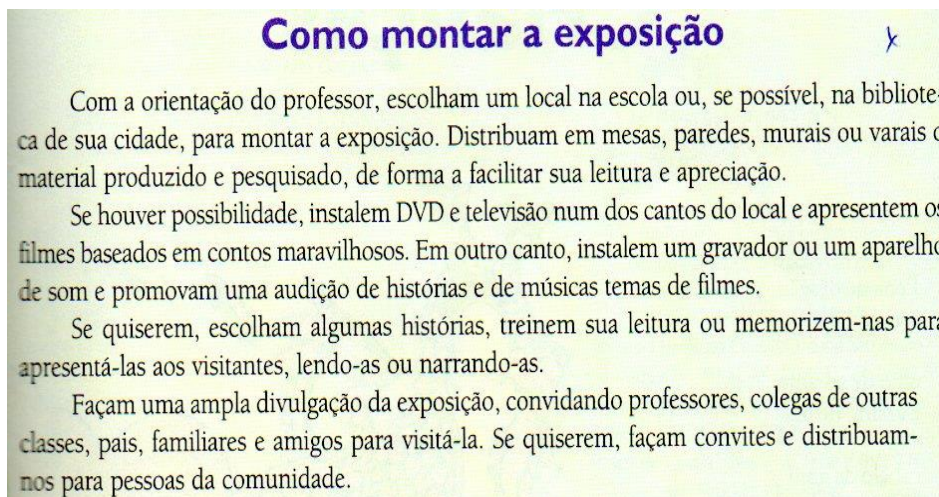 Como montar a exposição
Com a orientação do professor, escolham um local na escola ou, se possível, na bibliote-
ca de sua cidade, para montar a exposição. Distribuam em mesas, paredes, murais ou varais o
material produzido e pesquisado, de forma a facilitar sua leitura e apreciação.
Se houver possibilidade, instalem DVD e televisão num dos cantos do local e apresentem os
filmes baseados em contos maravilhosos. Em outro canto, instalem um gravador ou um aparelho
de som e promovam uma audição de histórias e de músicas temas de filmes.
Se quiserem, escolham algumas histórias, treinem sua leitura ou memorizem-nas para
apresentá-las aos visitantes, lendo-as ou narrando-as.
Façam uma ampla divulgação da exposição, convidando professores, colegas de outras
classes, pais, familiares e amigos para visitá-la. Se quiserem, façam convites e distribuam-
nos para pessoas da comunidade.